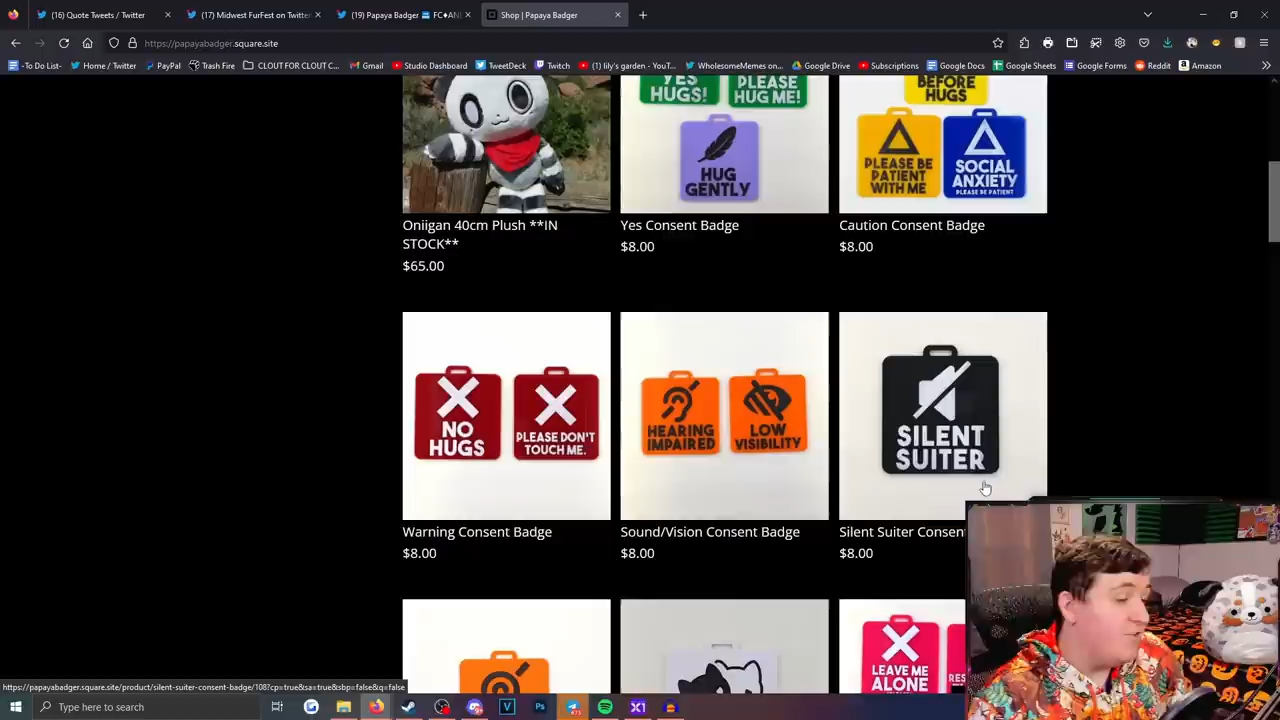 (16) Quote Tweets / Twitter
(17) Midwest FurFest on Twitter
(19) Papaya Badger
FC
Shop | Papaya Badger
https://papayabadger.square.site
-To Do List-
Home / Twitter
PayPal
Trash Fire
CLOUT FOR CLOUT C...
Gmail
Studio Dashboard
TweetDeck
Twitch
(1) lily's garden - YouT...
WholesomeMemes on...
Google Drive
Subscriptions
Google Docs
Google Sheets
Google Forms
Reddit
Amazon
YES
HUGS!
PLEASE
HUG ME!
HUG
GENTLY
BEFORE
HUGS
PLEASE BE
PATIENT
WITH ME
SOCIAL
ANXIETY
PLEASE BE PATIENT
Oniigan 40cm Plush **IN
STOCK**
$65.00
Yes Consent Badge
$8.00
Caution Consent Badge
$8.00
NO
HUGS
PLEASE DON'T
TOUCH ME.
HEARING
IMPAIRED
LOW
VISIBILITY
SILENT
SUITER
Warning Consent Badge
$8.00
Sound/Vision Consent Badge
$8.00
Silent Suiter Consent
$8.00
LEAVE ME
ALONE
https://papayabadger.square.site/product/silent-suiter-consent-badge/108?cp=true&sa=true&sbp=false&q=false
Type here to search